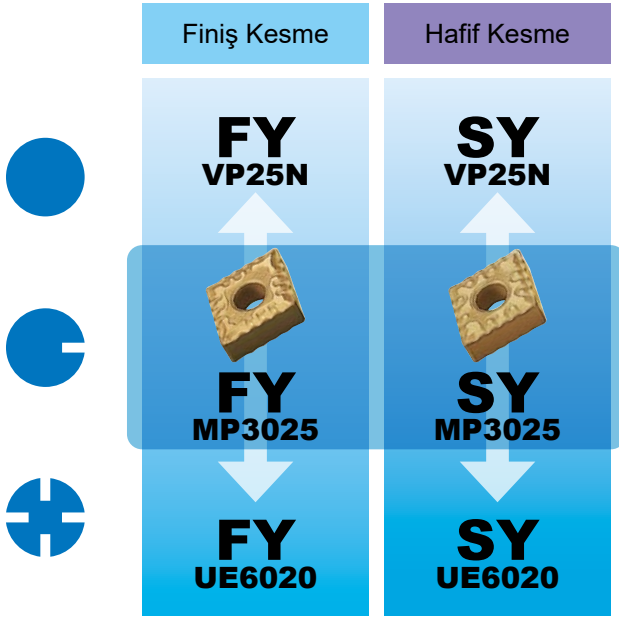 Finiş Kesme
Hafif Kesme
FY
VP25N
SY
VP25N
FY
MP3025
SY
MP3025
FY
UE6020
SY
UE6020